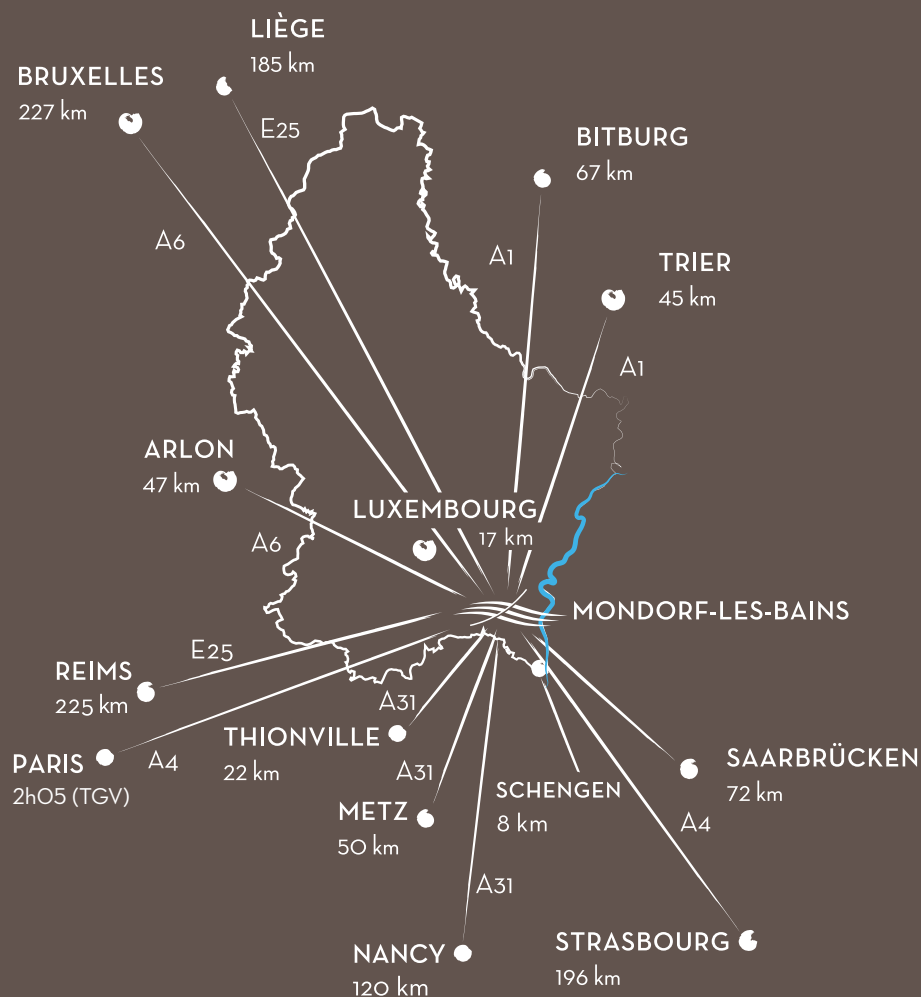 LIÈGE
185 km
BRUXELLES
227 km
E25
BITBURG
67 km
A6
A1
TRIER
45 km
A1
ARLON
47 km
LUXEMBOURG
17 km
A6
MONDORF-LES-BAINS
E25
REIMS
225 km
A31
THIONVILLE
22 km
PARIS
2h05 (TGV)
A4
A31
SCHENGEN
8 km
SAARBRÜCKEN
72 km
METZ
50 km
A4
A31
NANCY
120 km
STRASBOURG
196 km